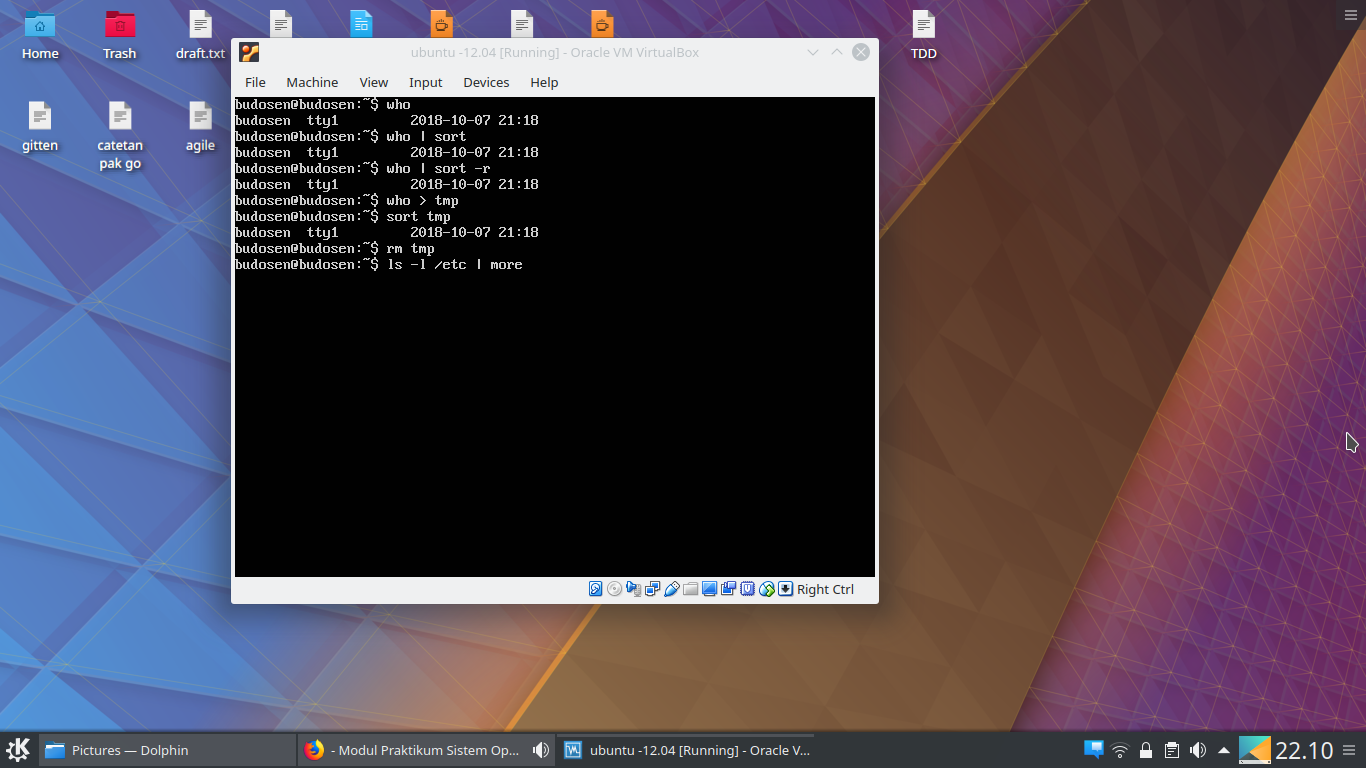 Home
Trash
draft.txt
TDD
gitten
catetan
pak go
agile
ubuntu -12.04 [Running] - Oracle VM VirtualBox
File Machine View Input Devices Help
budosen@budosen:~$ who
budosen tty1 2018-10-07 21:18
budosen@budosen:~$ who | sort
budosen tty1 2018-10-07 21:18
budosen@budosen:~$ who | sort -r
budosen tty1 2018-10-07 21:18
budosen@budosen:~$ who > tmp
budosen@budosen:~$ sort tmp
budosen tty1 2018-10-07 21:18
budosen@budosen:~$ rm tmp
budosen@budosen:~$ ls -l /etc | more
Right Ctrl
Pictures — Dolphin
- Modul Praktikum Sistem Op...
ubuntu -12.04 [Running] - Oracle V...
22.10